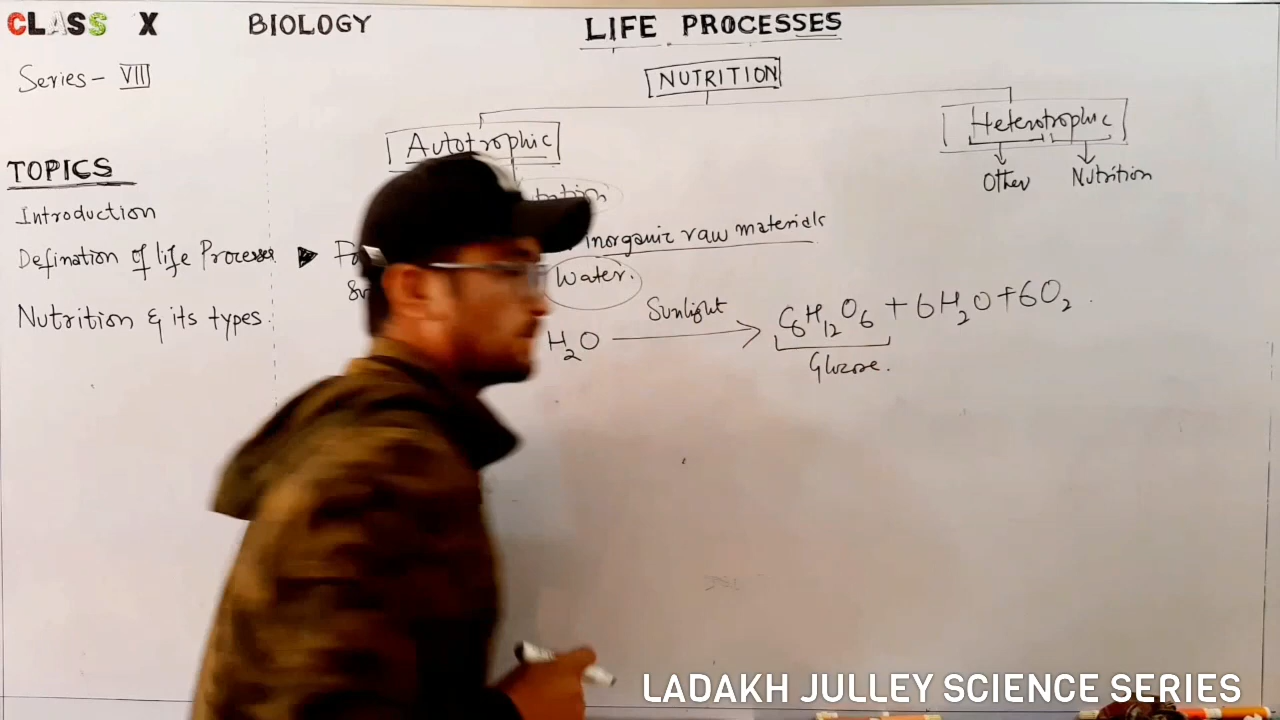 CLASS X BIOLOGY LIFE PROCESSES
Series - VII
NUTRITION
Autotrophic
Heterotrophic
Other Nutrition
TOPICS
Introduction
Defination of life Processes
Nutrition & its types.
inorganic raw materials
Water.
H2O Sunlight C6H12O6 + 6H2O + 6O2
Glucose.
LADAKH JULLEY SCIENCE SERIES